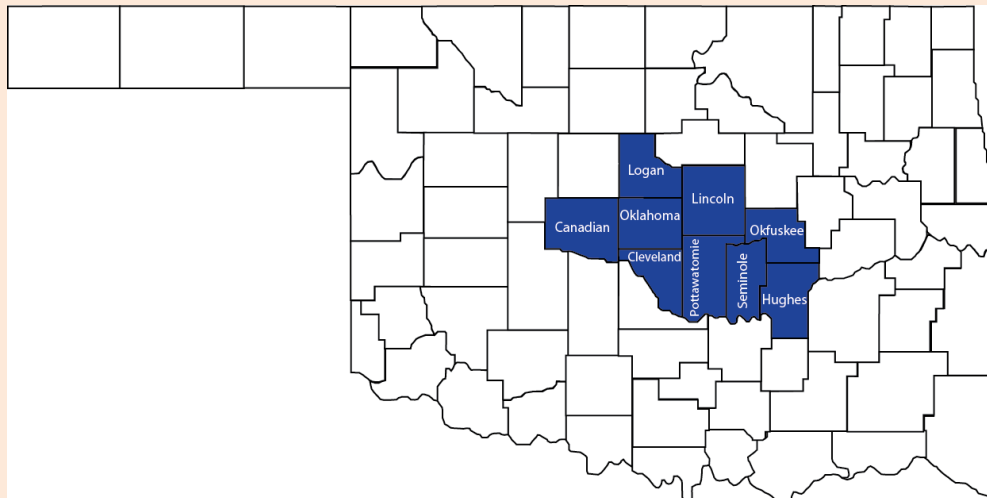 Logan
Lincoln
Oklahoma
Canadian
Okfuskee
Cleveland
Pottawatomie
Seminole
Hughes